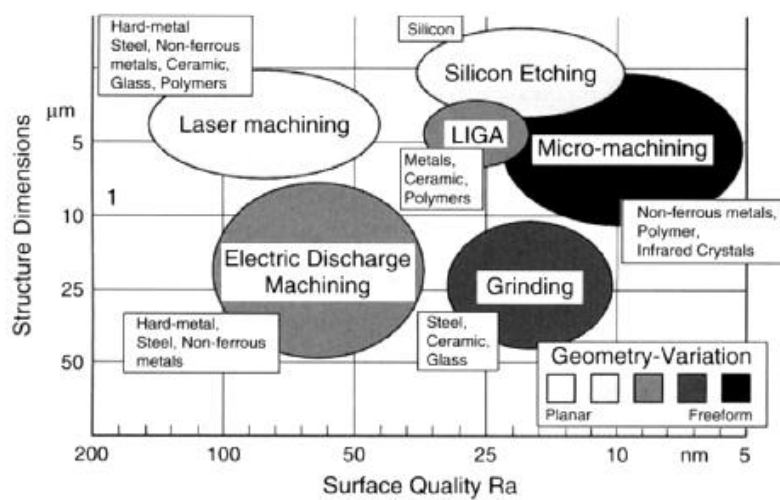 Hard-metal
Steel, Non-ferrous
metals, Ceramic,
Glass, Polymers
Silicon
Silicon Etching
µm
Laser machining
LIGA
Micro-machining
5
Metals,
Ceramic,
Polymers
1
10
Non-ferrous metals,
Polymer,
Infrared Crystals
Electric Discharge
Machining
Grinding
25
Hard-metal,
Steel, Non-ferrous
metals
Steel,
Ceramic,
Glass
50
Geometry-Variation
Planar Freeform
Structure Dimensions
200 100 50 25 10 nm 5
Surface Quality Ra